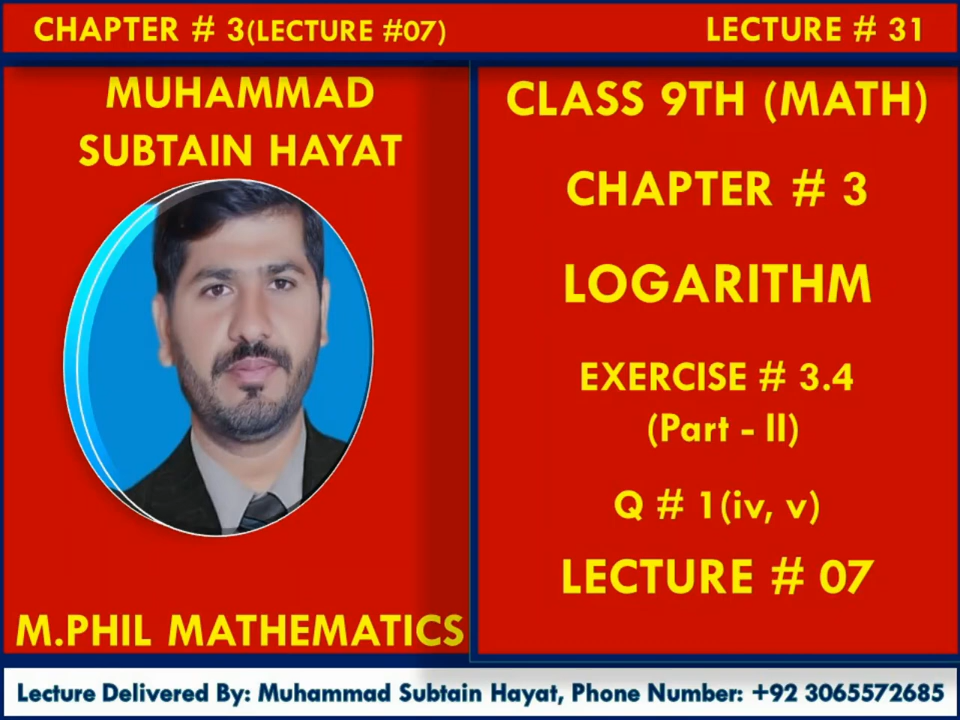 CHAPTER # 3(LECTURE #07)
LECTURE # 31
MUHAMMAD
SUBTAIN HAYAT
M.PHIL MATHEMATICS
CLASS 9TH (MATH)
CHAPTER # 3
LOGARITHM
EXERCISE # 3.4
(Part - II)
Q # 1(iv, v)
LECTURE # 07
Lecture Delivered By: Muhammad Subtain Hayat, Phone Number: +92 3065572685